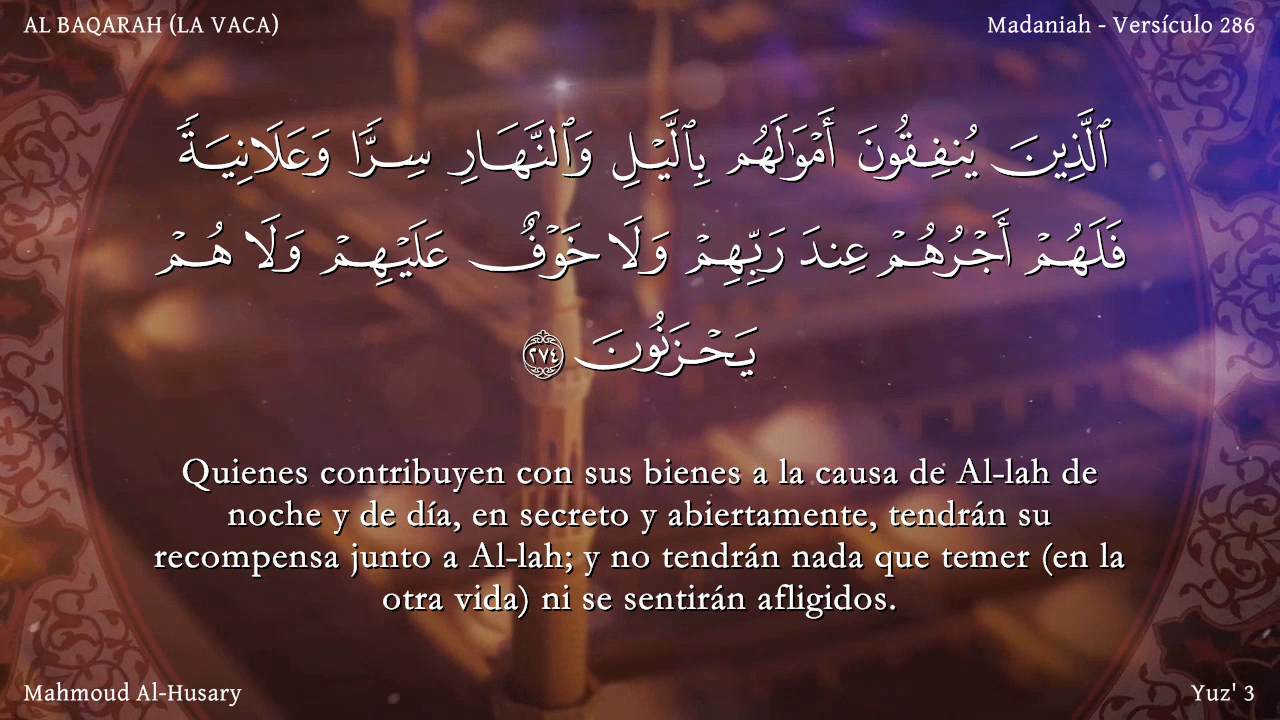 AL BAQARAH (LA VACA)
Madaniah - Versículo 286
ٱلَّذِينَ يُنفِقُونَ أَمْوَٰلَهُم بِٱلَّيْلِ وَٱلنَّهَارِ سِرًّا وَعَلَانِيَةً
فَلَهُمْ أَجْرُهُمْ عِندَ رَبِّهِمْ وَلَا خَوْفٌ عَلَيْهِمْ وَلَا هُمْ
يَحْزَنُونَ ٢٧٤
Quienes contribuyen con sus bienes a la causa de Al-lah de
noche y de día, en secreto y abiertamente, tendrán su
recompensa junto a Al-lah; y no tendrán nada que temer (en la
otra vida) ni se sentirán afligidos.
Mahmoud Al-Husary
Yuz' 3